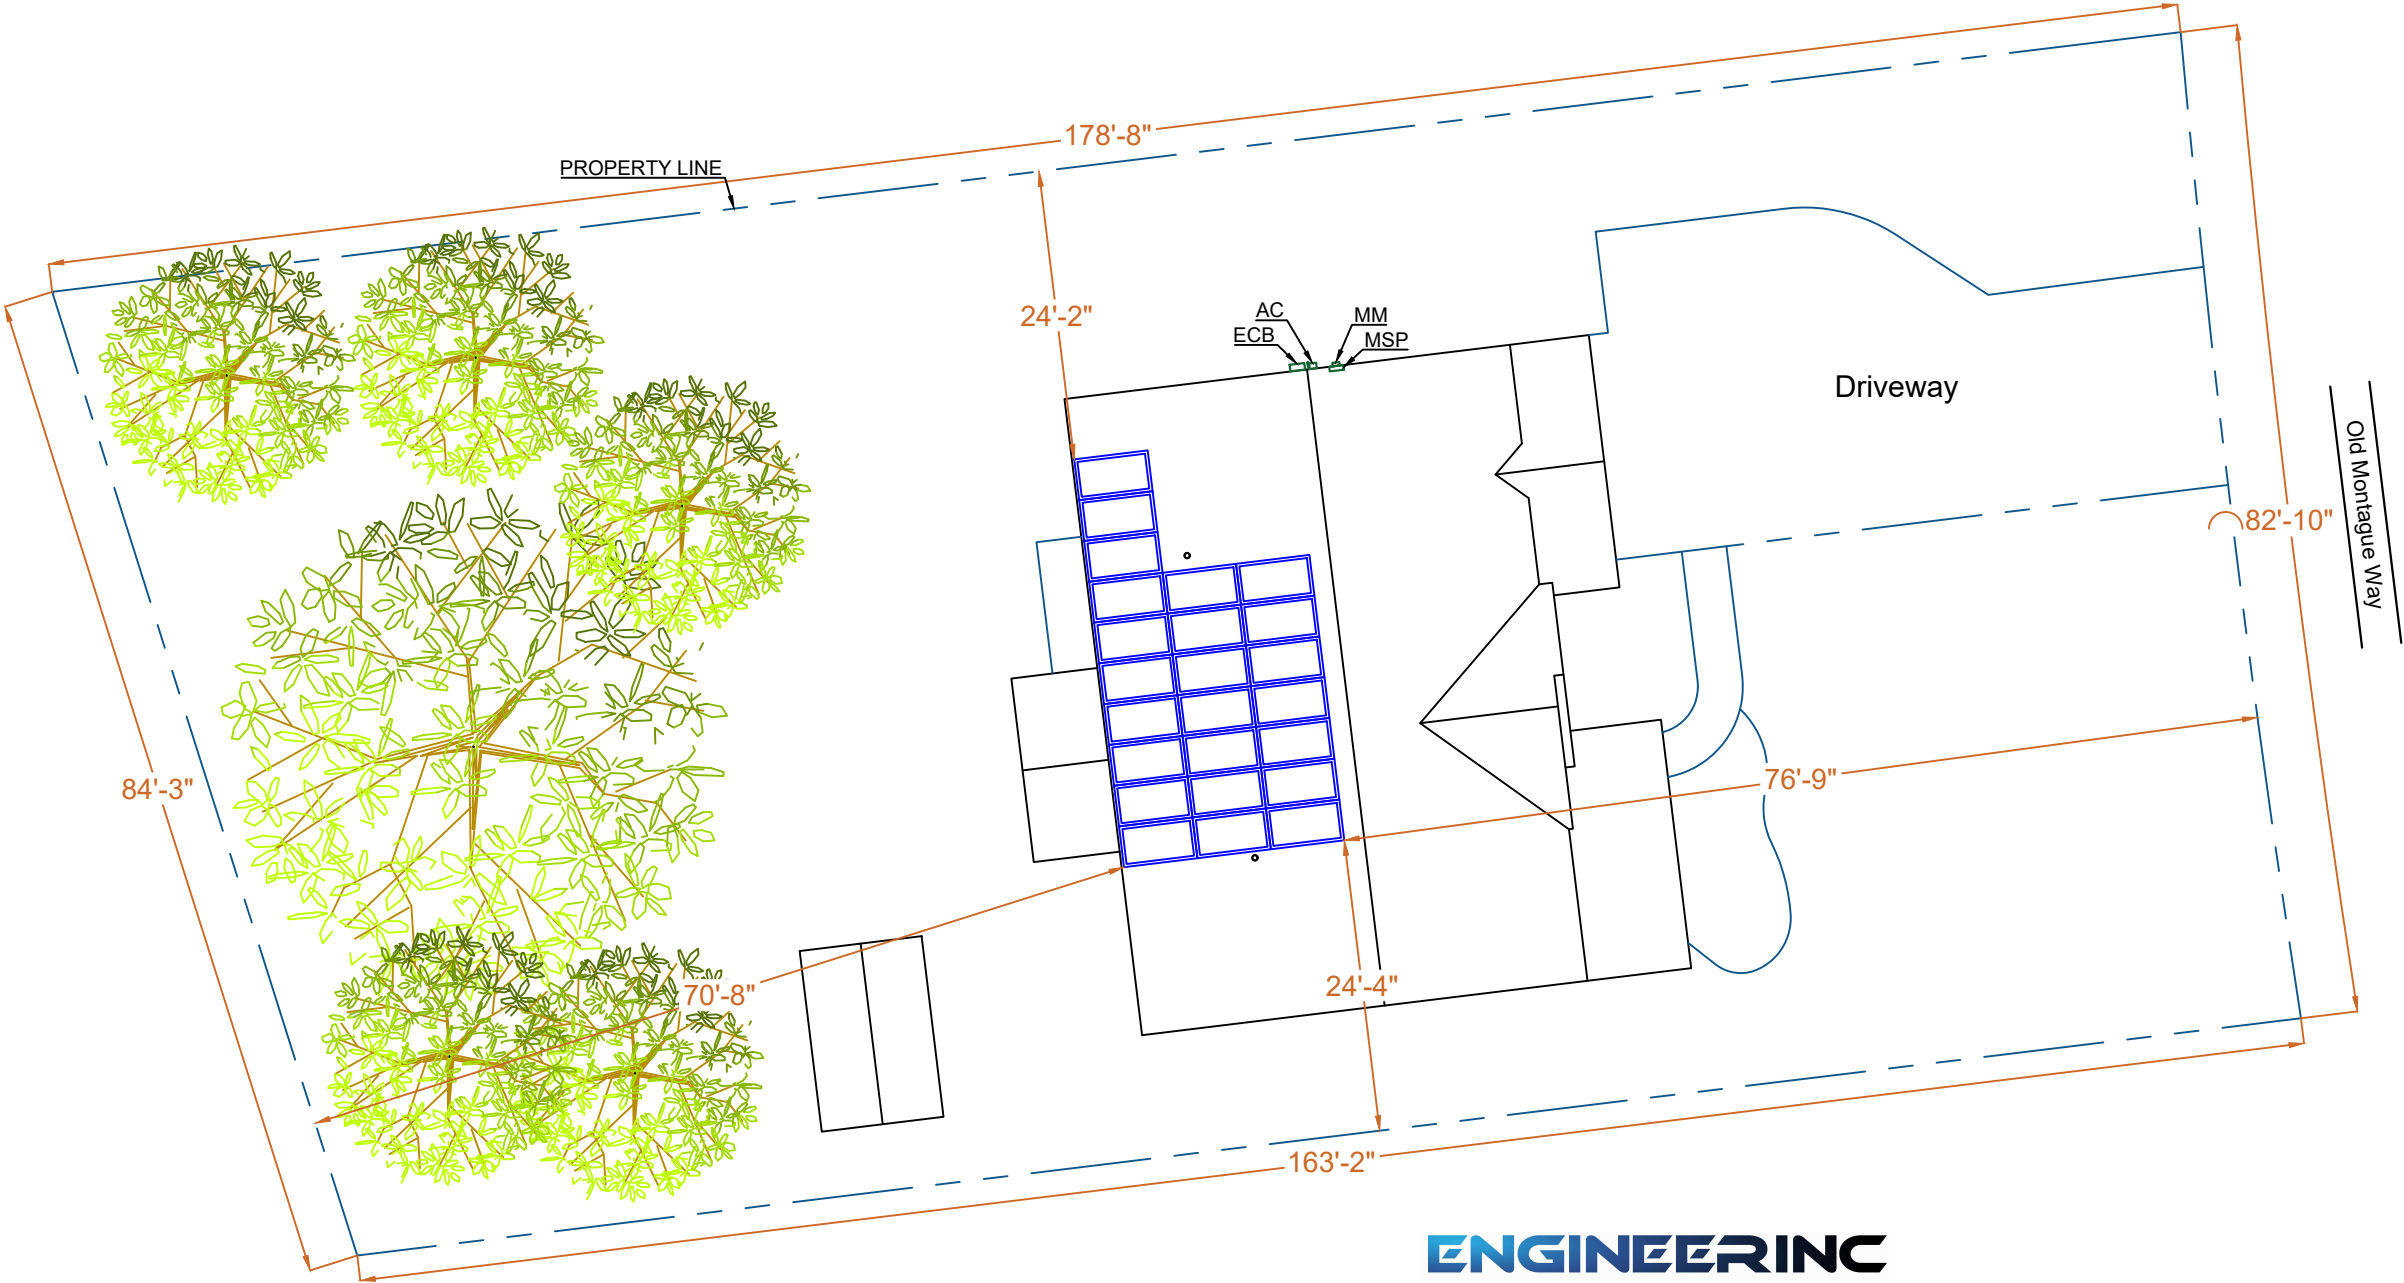 178'-8"
PROPERTY LINE
24'-2"
AC
MM
ECB
MSP
Driveway
Old Montague Way
82'-10"
84'-3"
76'-9"
70'-8"
24'-4"
163'-2"
ENGINEERINC